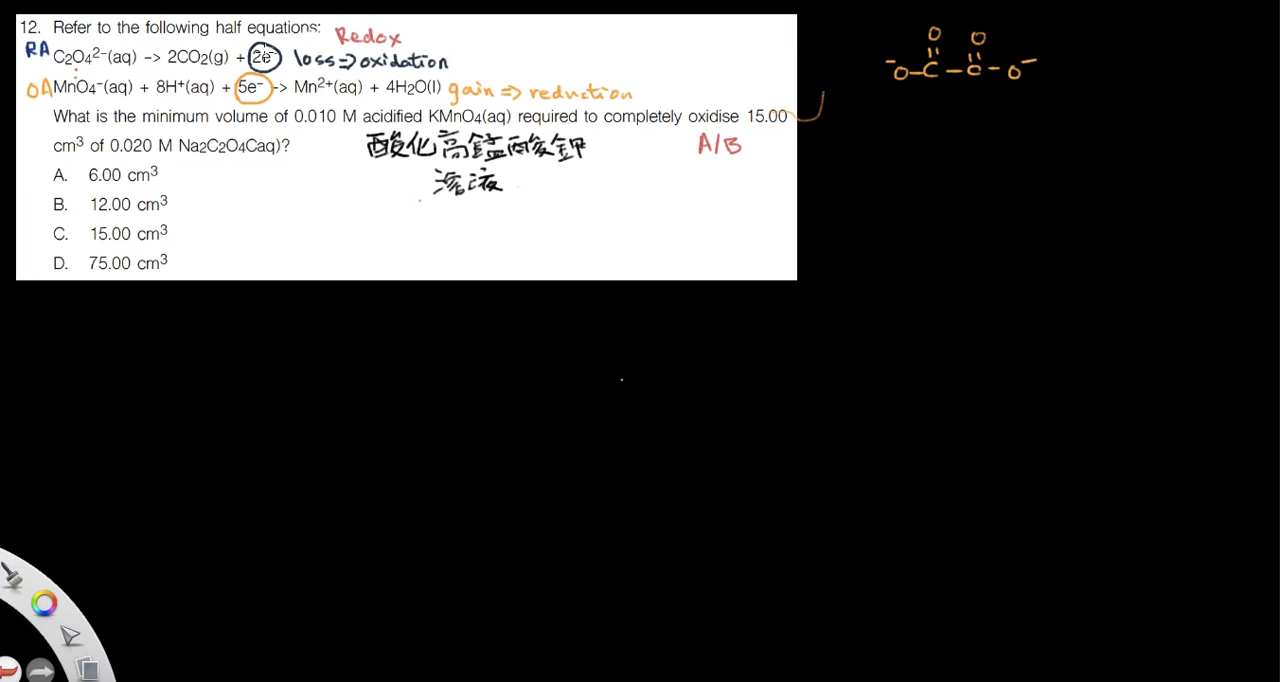 12. Refer to the following half equations: Redox
RA C2O4²⁻(aq) -> 2CO2(g) + 2e⁻ loss => oxidation
OA MnO4⁻(aq) + 8H⁺(aq) + 5e⁻ -> Mn²⁺(aq) + 4H2O(l) gain => reduction
What is the minimum volume of 0.010 M acidified KMnO4(aq) required to completely oxidise 15.00
cm³ of 0.020 M Na2C2O4Caq)? 酸化高錳酸鉀 A/B
溶液
A. 6.00 cm³
B. 12.00 cm³
C. 15.00 cm³
D. 75.00 cm³
O O
⁻O-C-C-O⁻